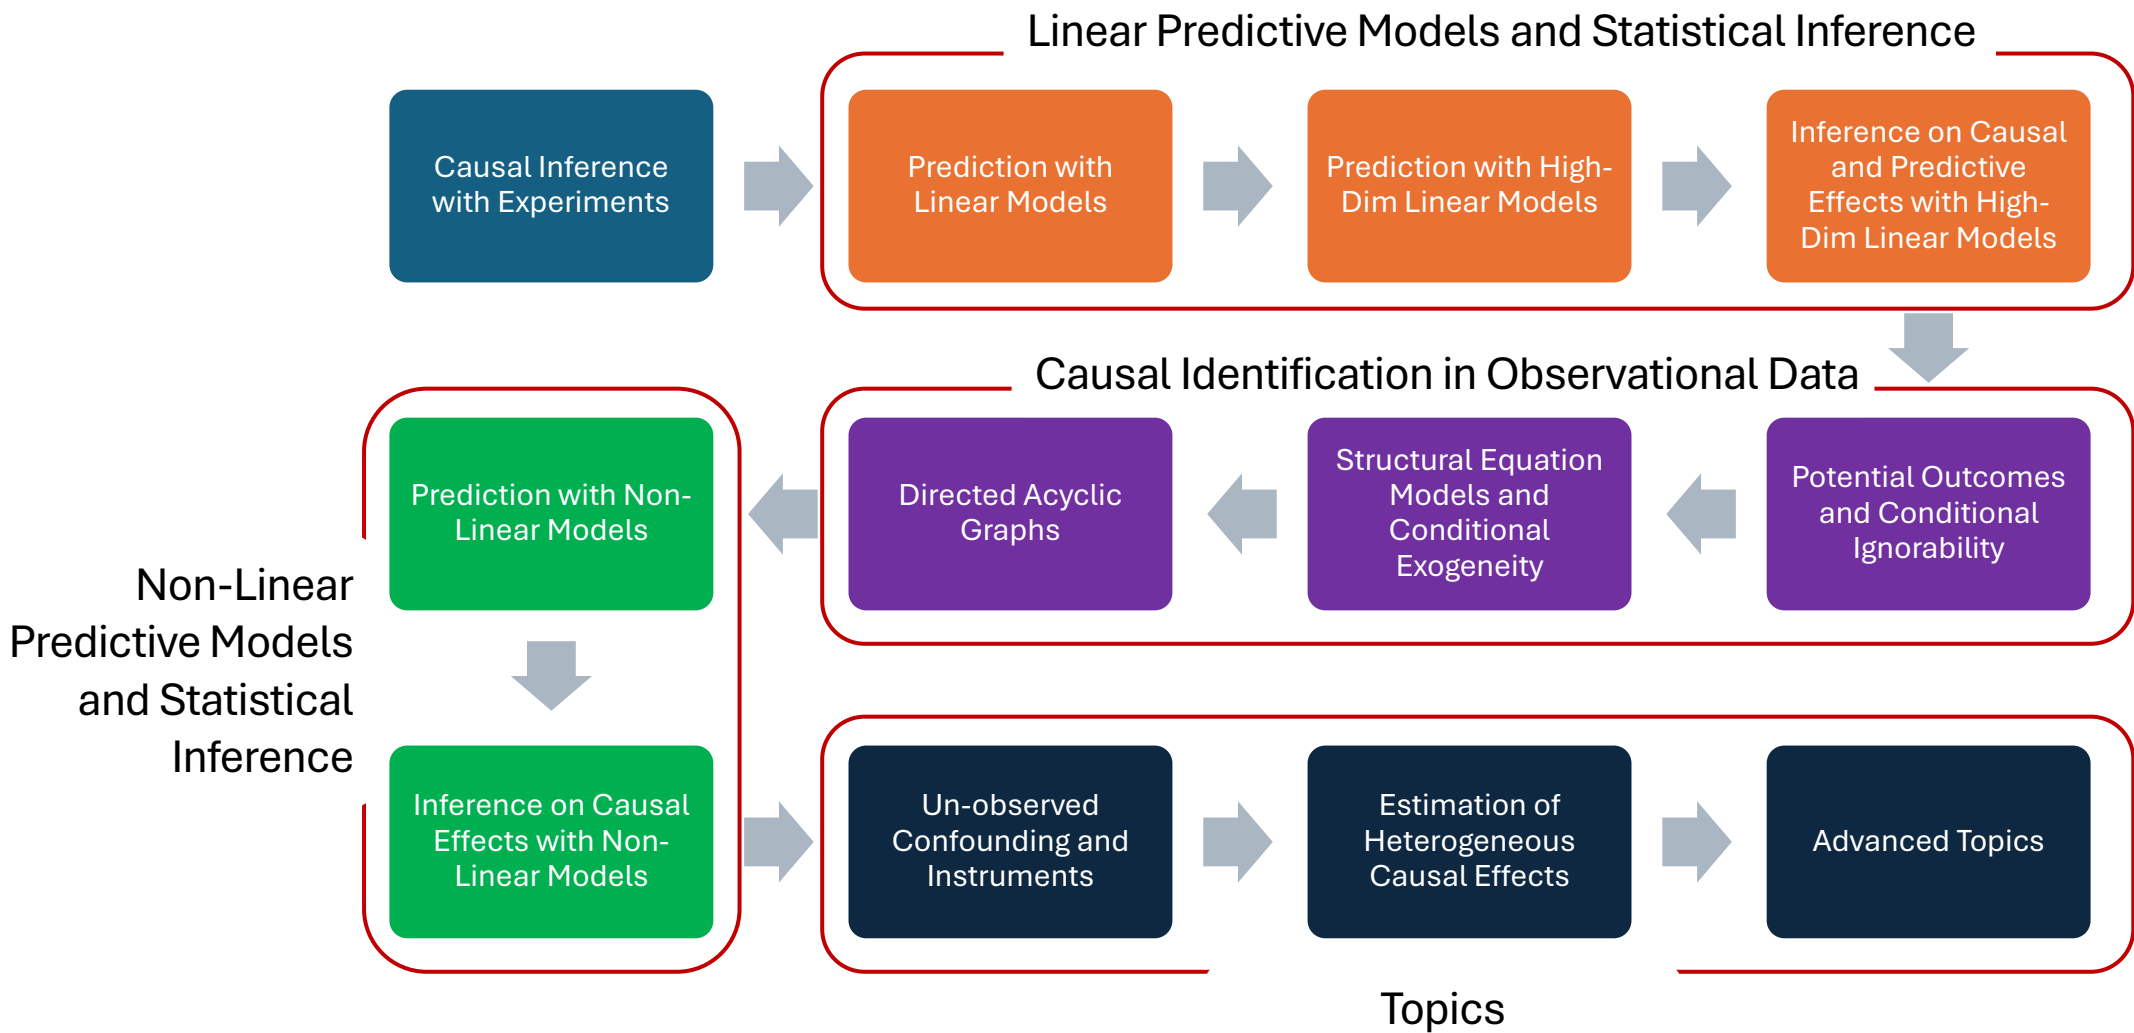 Linear Predictive Models and Statistical Inference
Causal Inference
with Experiments
Prediction with
Linear Models
Prediction with High-
Dim Linear Models
Inference on Causal
and Predictive
Effects with High-
Dim Linear Models
Causal Identification in Observational Data
Potential Outcomes
and Conditional
Ignorability
Structural Equation
Models and
Conditional
Exogeneity
Directed Acyclic
Graphs
Prediction with Non-
Linear Models
Non-Linear
Predictive Models
and Statistical
Inference
Inference on Causal
Effects with Non-
Linear Models
Un-observed
Confounding and
Instruments
Estimation of
Heterogeneous
Causal Effects
Advanced Topics
Topics